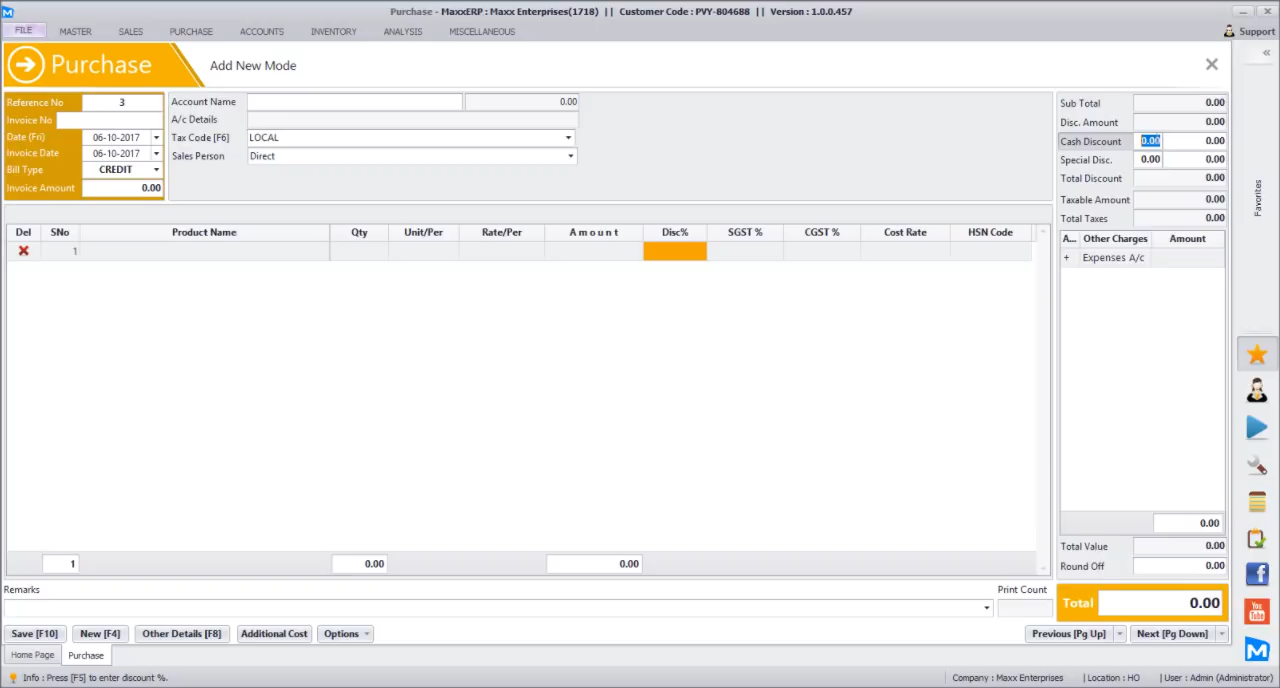 Purchase - MaxxERP : Maxx Enterprises(1718) || Customer Code : PVY-804688 || Version : 1.0.0.457
FILE MASTER SALES PURCHASE ACCOUNTS INVENTORY ANALYSIS MISCELLANEOUS Support
Purchase Add New Mode
Reference No 3
Invoice No
Date (Fri) 06-10-2017
Invoice Date 06-10-2017
Bill Type CREDIT
Invoice Amount 0.00
Account Name 0.00
A/c Details
Tax Code [F6] LOCAL
Sales Person Direct
Sub Total 0.00
Disc. Amount 0.00
Cash Discount 0.00 0.00
Special Disc. 0.00 0.00
Total Discount 0.00
Taxable Amount 0.00
Total Taxes 0.00
Favorites
Del SNo Product Name Qty Unit/Per Rate/Per A m o u n t Disc% SGST % CGST % Cost Rate HSN Code
1
A... Other Charges Amount
+ Expenses A/c
0.00
1 0.00 0.00
Total Value 0.00
Round Off 0.00
Remarks Print Count
Total 0.00
Save [F10] New [F4] Other Details [F8] Additional Cost Options Previous [Pg Up] Next [Pg Down]
Home Page Purchase
Info : Press [F5] to enter discount %. Company : Maxx Enterprises | Location : HO | User : Admin (Administrator)
You
Tube